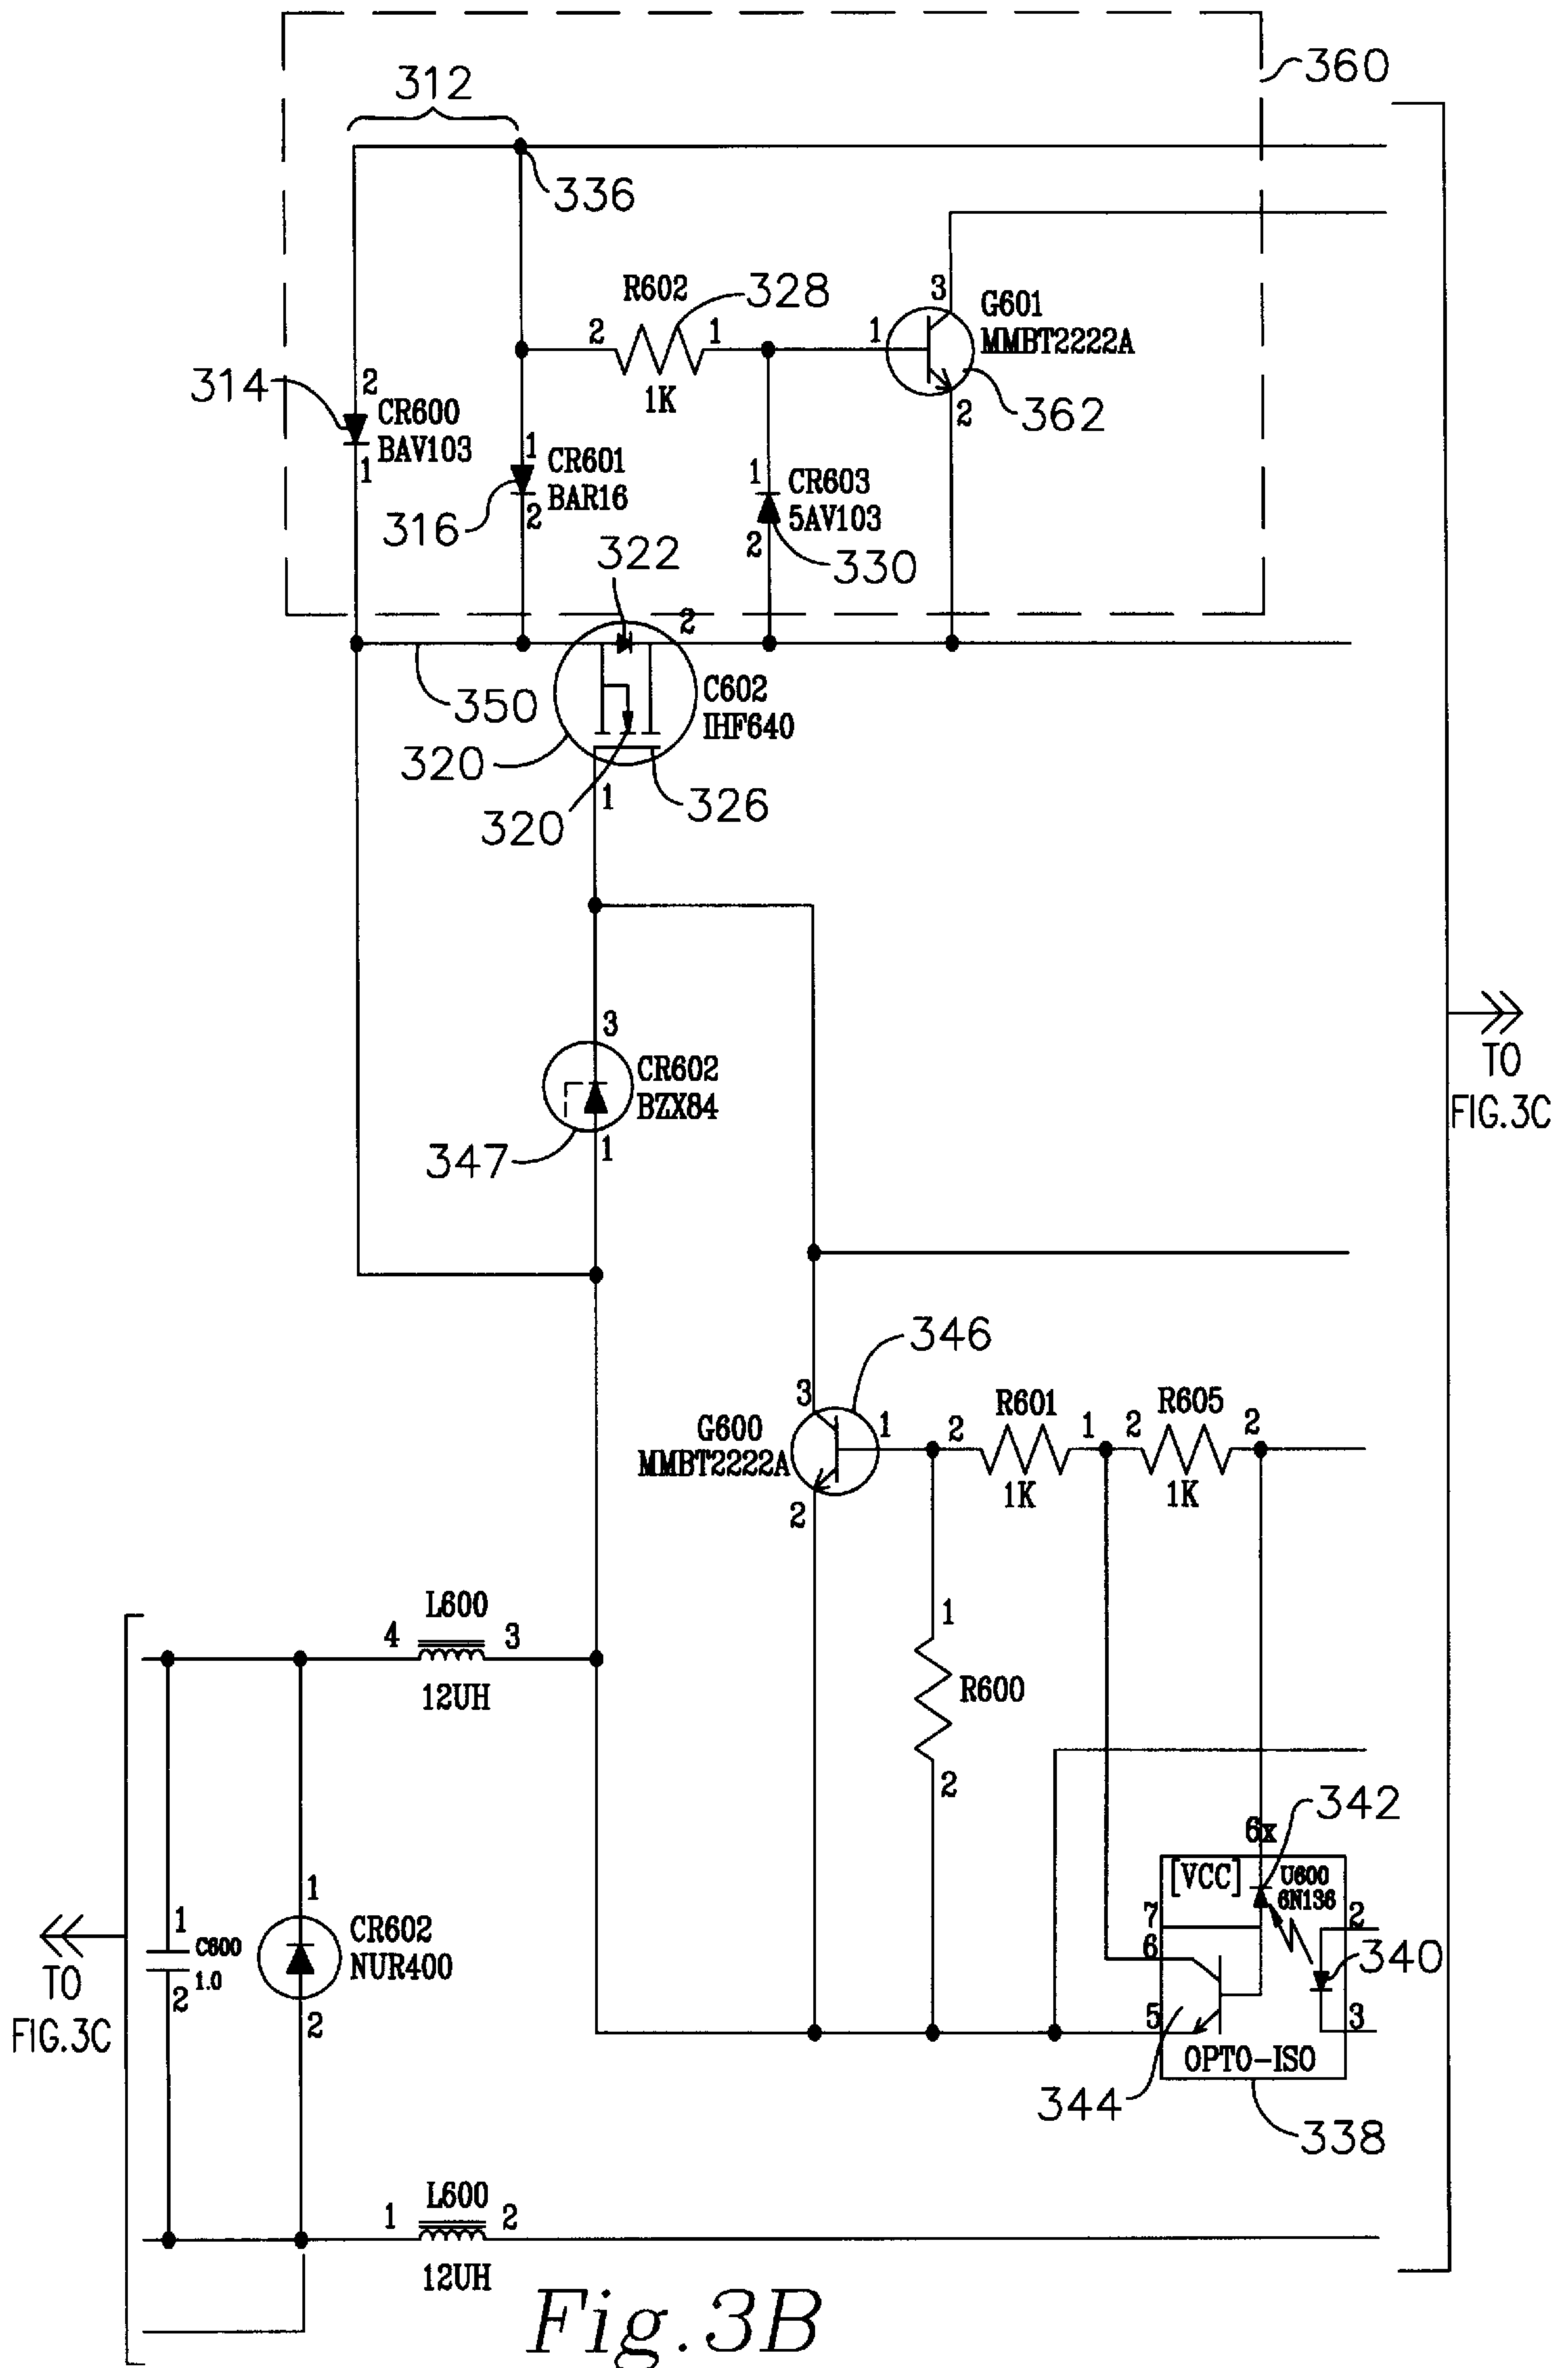 360
312
336
R602
328
2
1
1K
3
1
G601
MMBT2222A
2
362
314
2
CR600
BAV103
1
1
CR601
BAR16
2
316
1
CR603
5AV103
2
330
322
2
350
C602
IHF640
320
320
1
326
3
CR602
BZX84
1
347
TO
FIG.3C
346
3
G600
MMBT2222A
1
2
2
R601
1
1K
2
R605
2
1K
1
R600
2
L600
4
3
12UH
342
6x
[VCC]
U600
6N136
7
6
5
2
3
340
OPTO-ISO
344
338
1
C600
1.0
2
1
CR602
NUR400
2
TO
FIG.3C
L600
1
2
12UH
Fig.3B